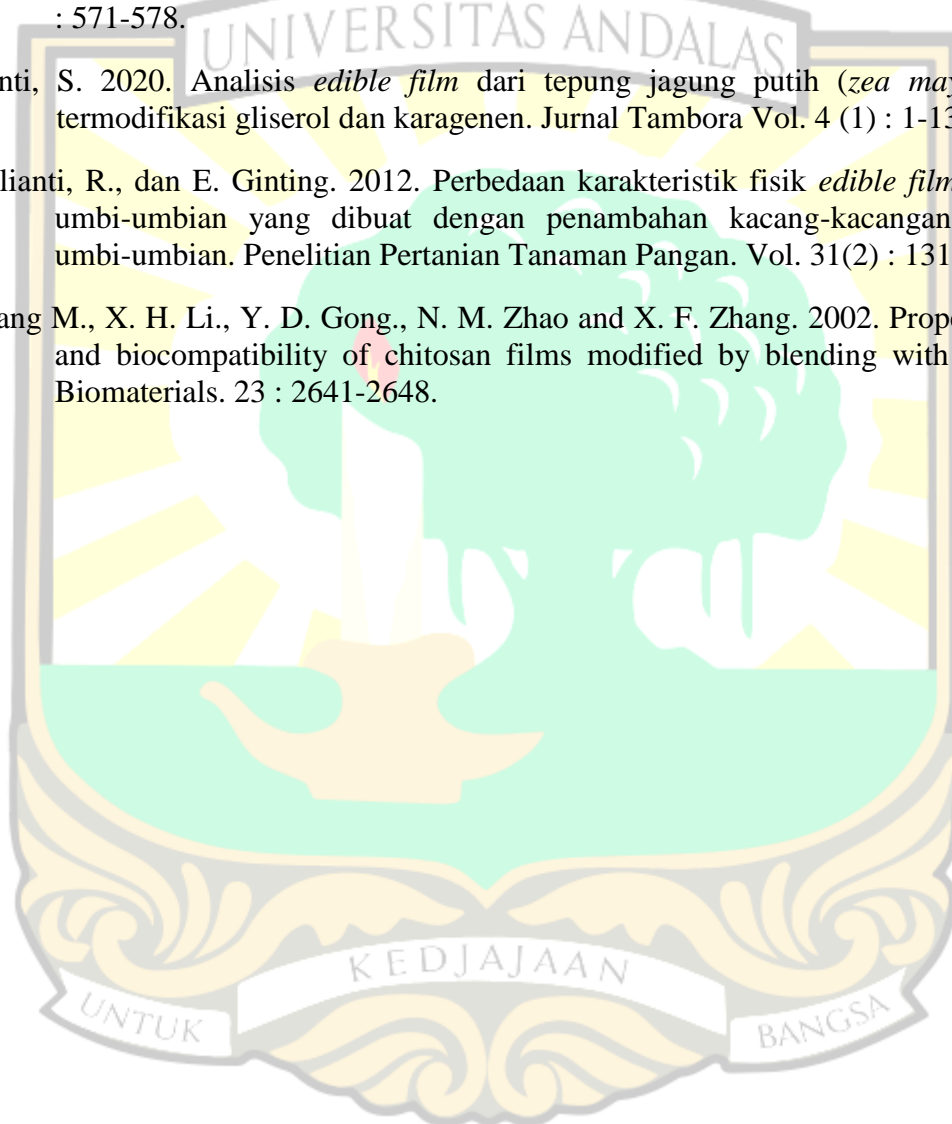 : 571-578.
UNIVERSITAS ANDALAS
nti, S. 2020. Analisis edible film dari tepung jagung putih (zea may
termodifikasi gliserol dan karagenen. Jurnal Tambora Vol. 4 (1) : 1-13
lianti, R., dan E. Ginting. 2012. Perbedaan karakteristik fisik edible film
umbi-umbian yang dibuat dengan penambahan kacang-kacangan
umbi-umbian. Penelitian Pertanian Tanaman Pangan. Vol. 31(2) : 131
ang M., X. H. Li., Y. D. Gong., N. M. Zhao and X. F. Zhang. 2002. Prope
and biocompatibility of chitosan films modified by blending with
Biomaterials. 23 : 2641-2648.
UNTUK KEDJAJAAN BANGSA